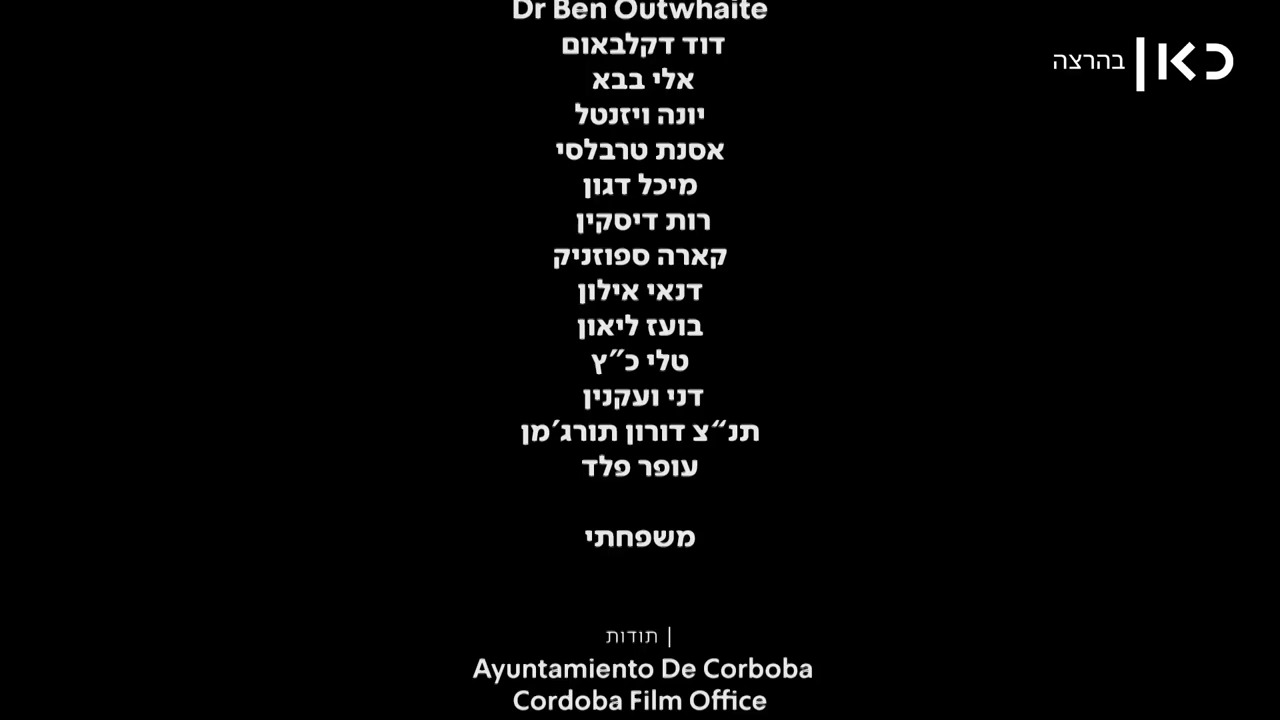 Dr Ben Outwhaite
כאן | בהרצה
דוד דקלבאום
אלי בבא
יונה ויזנטל
אסנת טרבלסי
מיכל דגון
רות דיסקין
קארה ספוזניק
דנאי אילון
בועז ליאון
טלי כ״ץ
דני ועקנין
תנ“צ דורון תורג׳מן
עופר פלד
משפחתי
| תודות
Ayuntamiento De Corboba
Cordoba Film Office